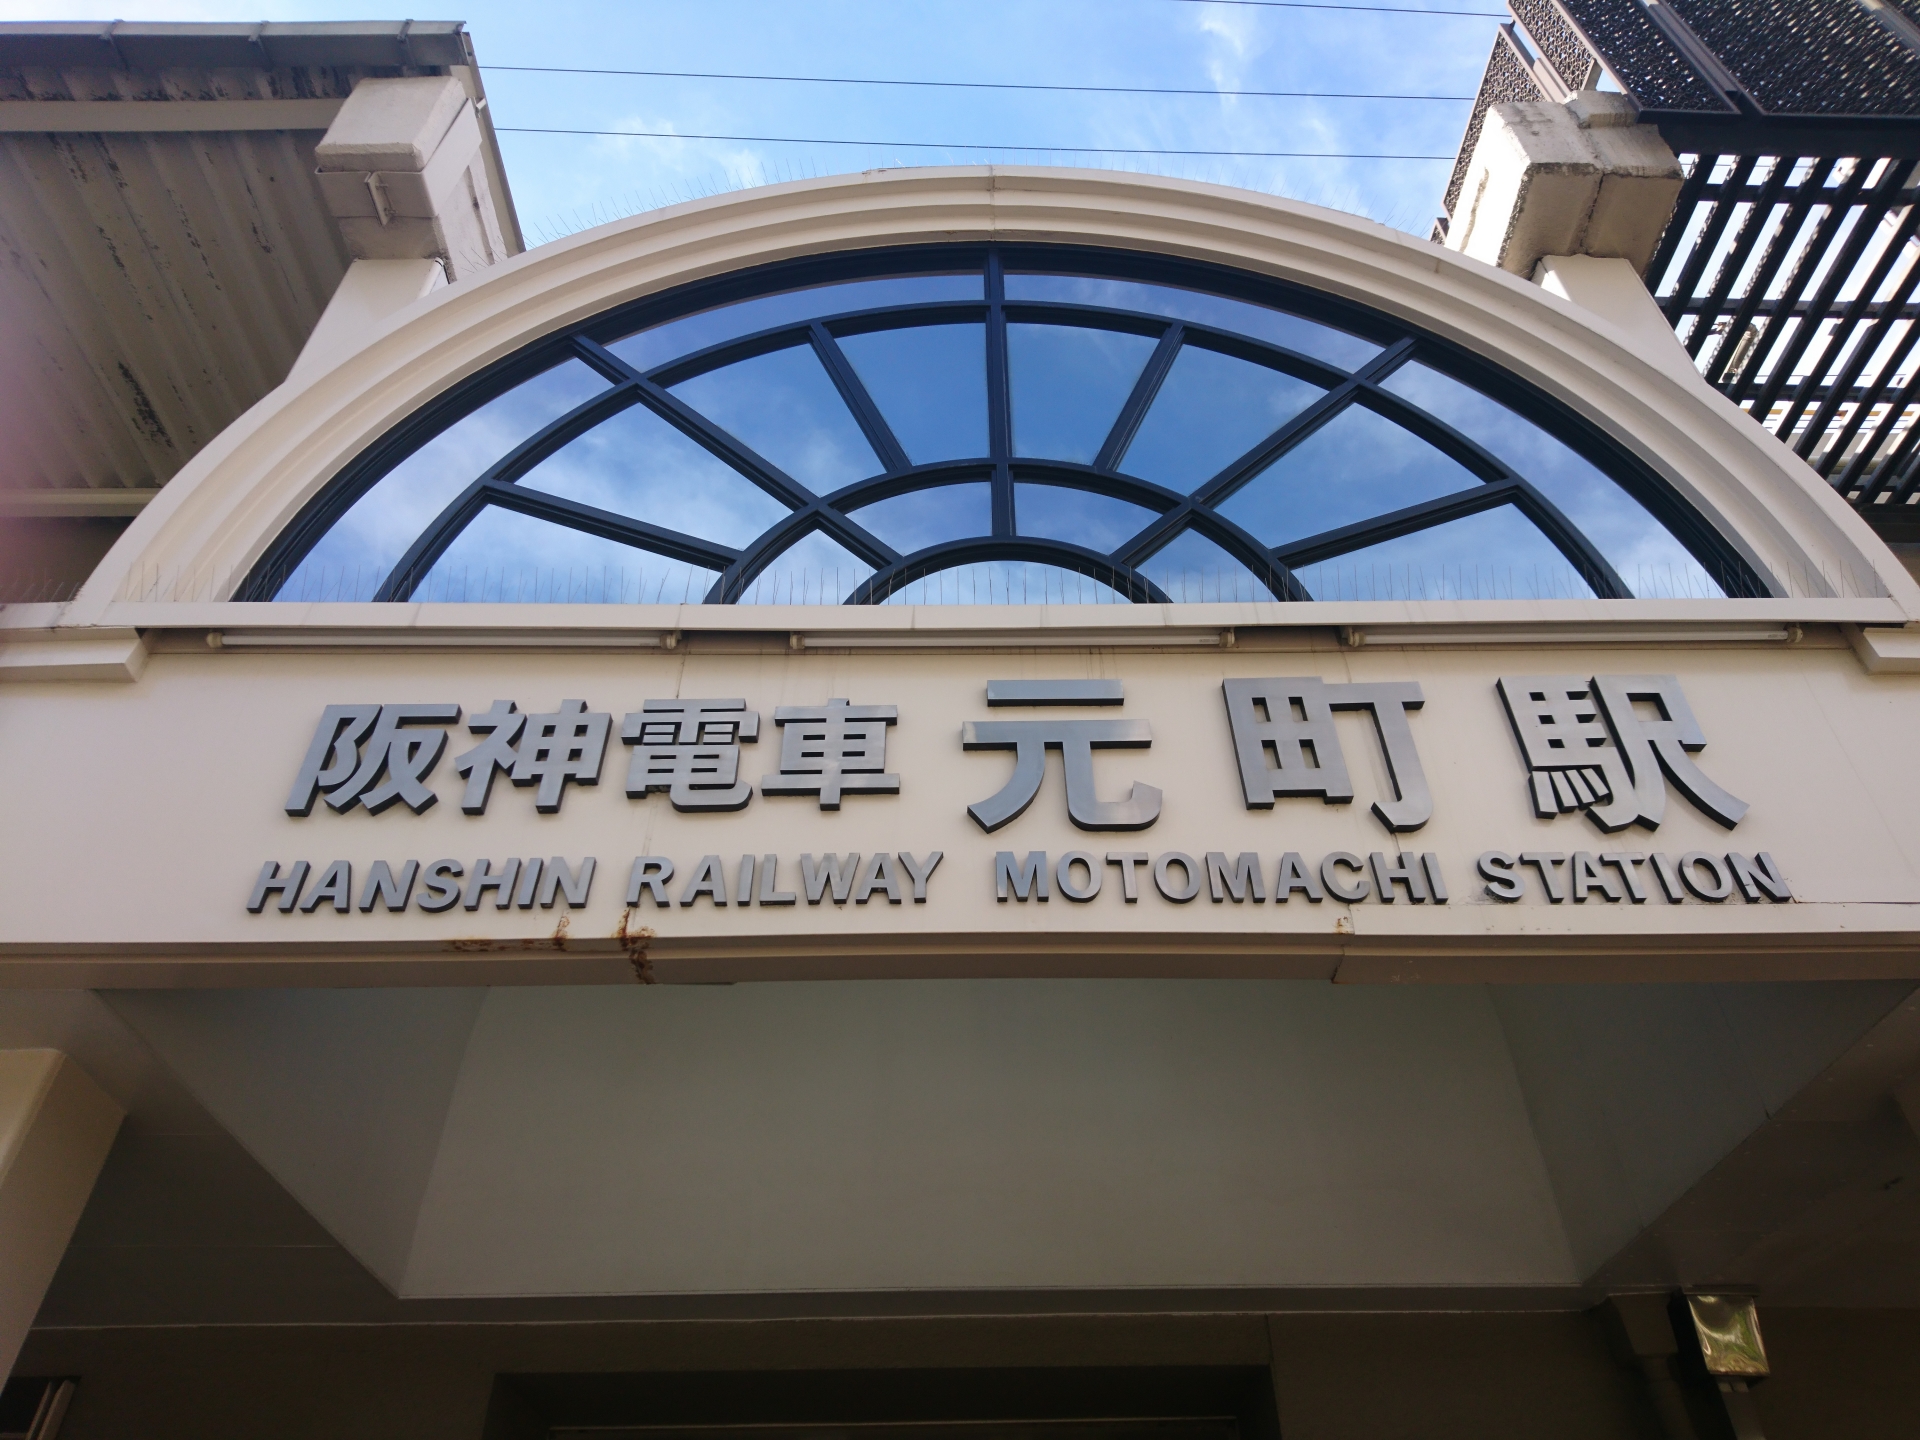 阪神電車 元町駅
HANSHIN RAILWAY MOTOMACHI STATION